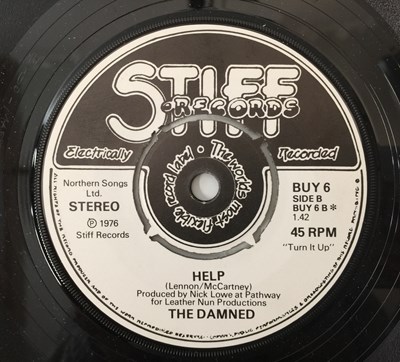 STIFF
RECORDS
Electrically Recorded
The worlds most flexible record label
Northern Songs
Ltd.
STEREO
Ⓟ 1976
Stiff Records
BUY 6
SIDE B
BUY 6 B *
1.42
45 RPM
"Turn It Up"
HELP
(Lennon/McCartney)
Produced by Nick Lowe at Pathway
for Leather Nun Productions
THE DAMNED